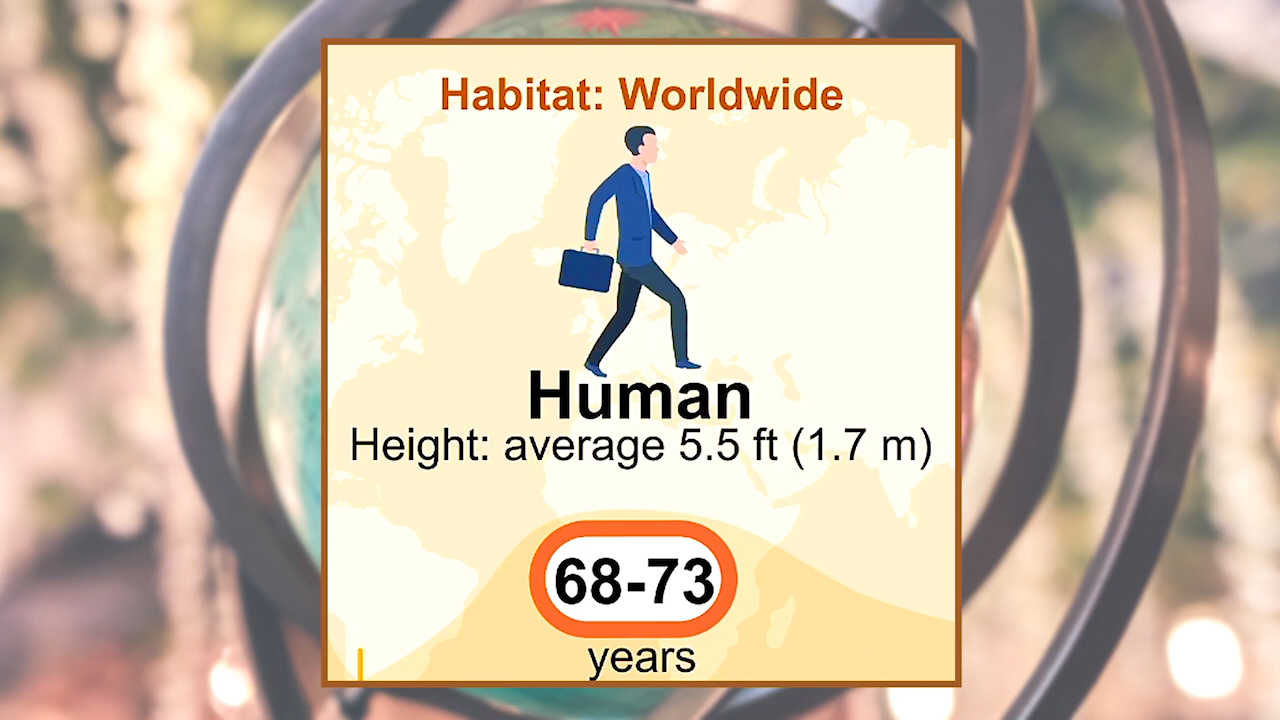 Habitat: Worldwide
Human
Height: average 5.5 ft (1.7 m)
68-73
years